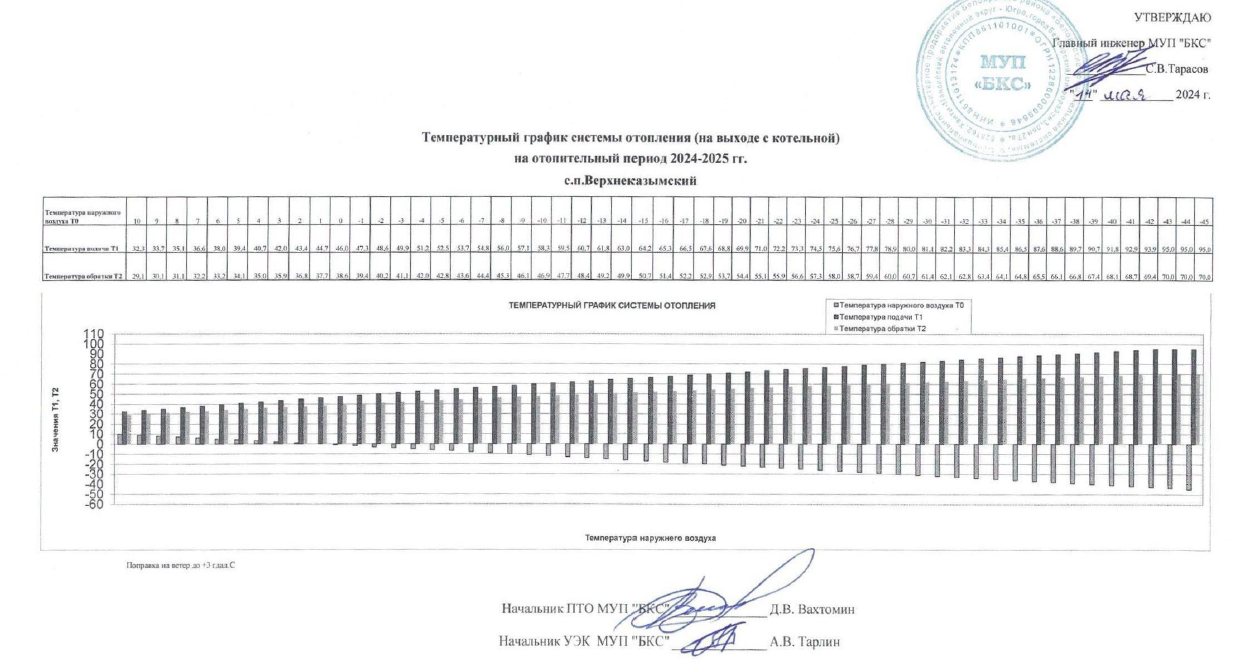 УТВЕРЖДАЮ
Главный инженер МУП "БКС"
С.В.Тарасов
"14" мая 2024 г.
МУП
«БКС»
Температурный график системы отопления (на выходе с котельной)
на отопительный период 2024-2025 гг.
с.п.Верхнеказымский
Температура наружного воздуха Т0 10 9 8 7 6 5 4 3 2 1 0 -1 -2 -3 -4 -5 -6 -7 -8 -9 -10 -11 -12 -13 -14 -15 -16 -17 -18 -19 -20 -21 -22 -23 -24 -25 -26 -27 -28 -29 -30 -31 -32 -33 -34 -35 -36 -37 -38 -39 -40 -41 -42 -43 -44 -45
Температура подачи Т1 32,3 33,7 35,1 36,6 38,0 39,4 40,7 42,0 43,4 44,7 46,0 47,3 48,6 49,9 51,2 52,5 53,7 54,8 56,0 57,1 58,3 59,5 60,7 61,8 63,0 64,2 65,3 66,5 67,6 68,8 69,9 71,0 72,2 73,3 74,5 75,6 76,7 77,8 78,9 80,0 81,1 82,2 83,3 84,3 85,4 86,5 87,6 88,6 89,7 90,7 91,8 92,9 93,9 95,0 95,0 95,0
Температура обратки Т2 29,1 30,1 31,1 32,2 33,2 34,1 35,0 35,9 36,8 37,7 38,6 39,4 40,2 41,1 42,0 42,8 43,6 44,4 45,3 46,1 46,9 47,7 48,4 49,2 49,9 50,7 51,4 52,2 52,9 53,7 54,4 55,1 55,9 56,6 57,3 58,0 58,7 59,4 60,0 60,7 61,4 62,1 62,8 63,4 64,1 64,8 65,5 66,1 66,8 67,4 68,1 68,7 69,4 70,0 70,0 70,0
ТЕМПЕРАТУРНЫЙ ГРАФИК СИСТЕМЫ ОТОПЛЕНИЯ
Температура наружного воздуха Т0
Температура подачи Т1
Температура обратки Т2
Значения Т1, Т2
110
100
90
80
70
60
50
40
30
20
10
0
-10
-20
-30
-40
-50
-60
Температура наружнего воздуха
Поправка на ветер до +3 град.С
Начальник ПТО МУП "БКС" Д.В. Вахтомин
Начальник УЭК МУП "БКС" А.В. Тарлин